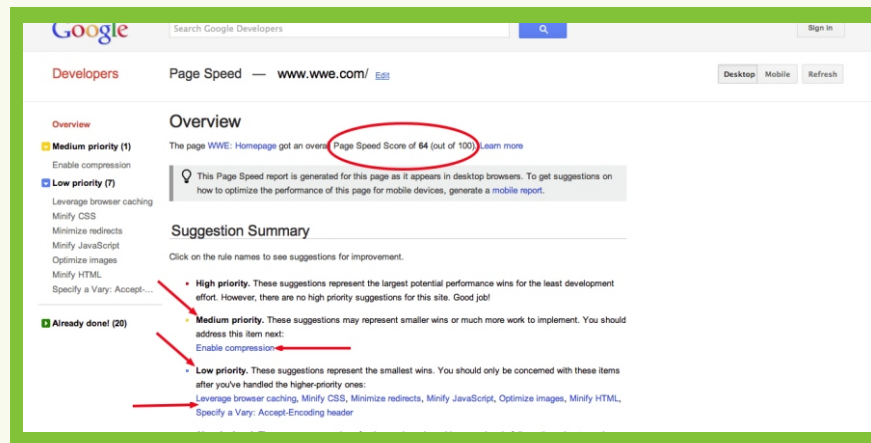 Google
Search Google Developers
Sign in
Developers
Page Speed — www.wwe.com/ Edit
Desktop Mobile Refresh
Overview
Medium priority (1)
Enable compression
Low priority (7)
Leverage browser caching
Minify CSS
Minimize redirects
Minify JavaScript
Optimize images
Minify HTML
Specify a Vary: Accept-...
Already done! (20)
Overview
The page WWE: Homepage got an overall Page Speed Score of 64 (out of 100). Learn more
This Page Speed report is generated for this page as it appears in desktop browsers. To get suggestions on
how to optimize the performance of this page for mobile devices, generate a mobile report.
Suggestion Summary
Click on the rule names to see suggestions for improvement.
High priority. These suggestions represent the largest potential performance wins for the least development
effort. However, there are no high priority suggestions for this site. Good job!
Medium priority. These suggestions may represent smaller wins or much more work to implement. You should
address this item next:
Enable compression
Low priority. These suggestions represent the smallest wins. You should only be concerned with these items
after you've handled the higher-priority ones:
Leverage browser caching, Minify CSS, Minimize redirects, Minify JavaScript, Optimize images, Minify HTML,
Specify a Vary: Accept-Encoding header